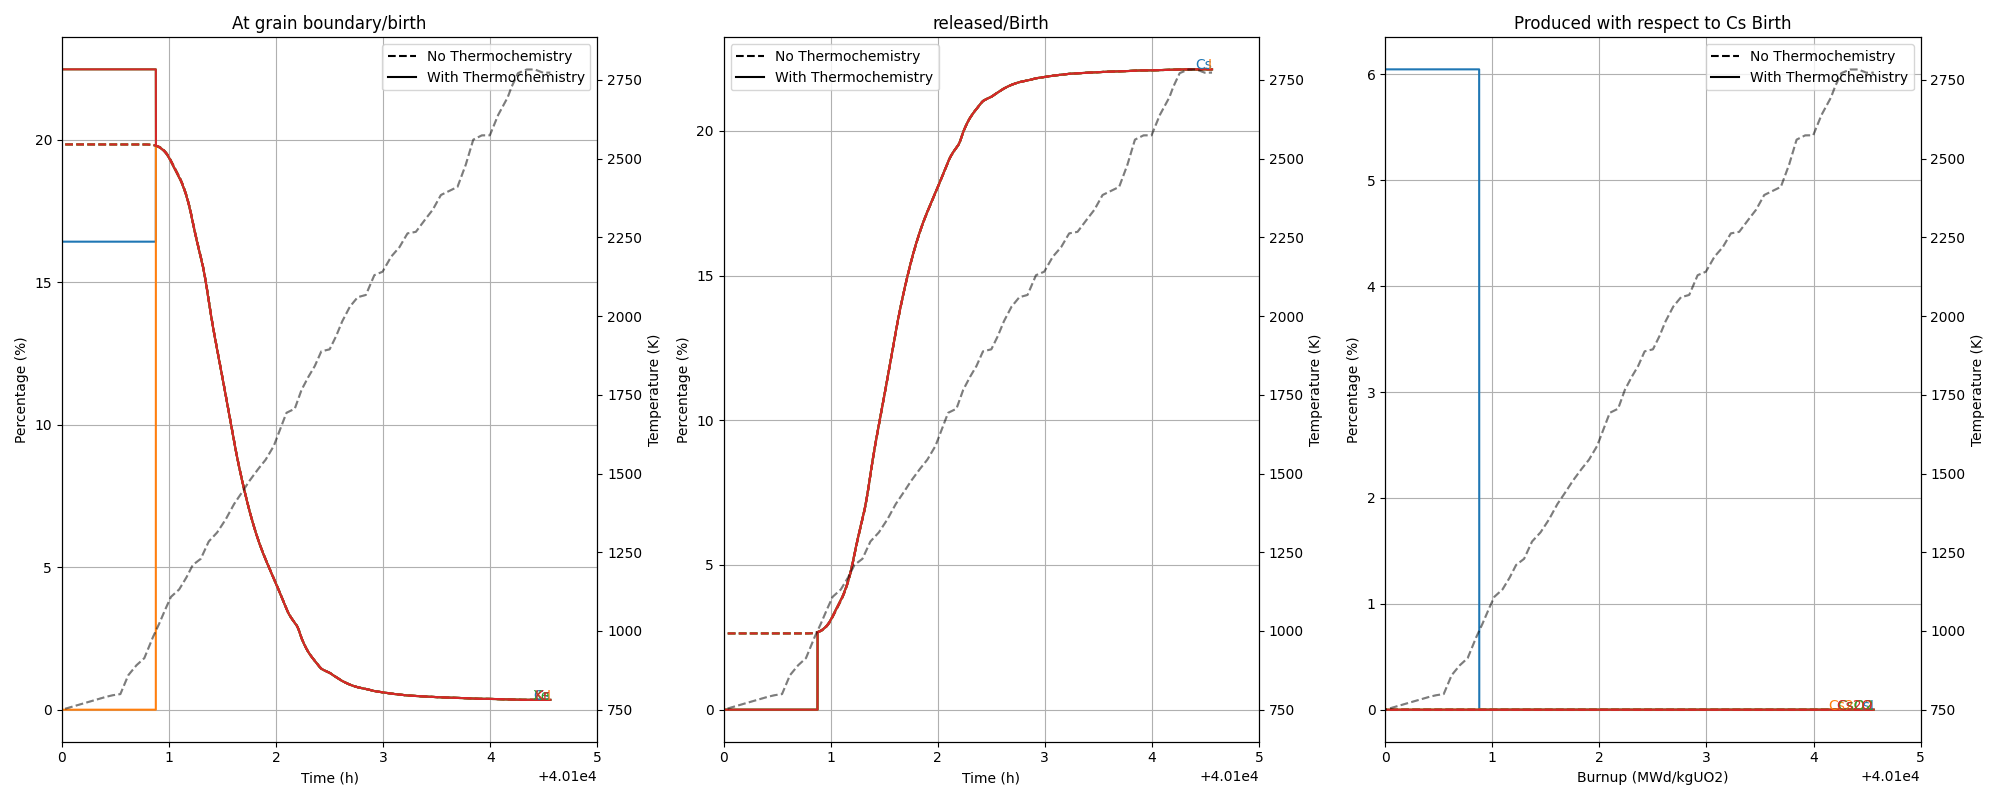 At grain boundary/birth
No Thermochemistry
With Thermochemistry
Percentage (%)
20
15
10
5
0
2750
2500
2250
2000
1750
1500
1250
1000
750
Temperature (K)
0 1 2 3 4 5
Time (h)
+4.01e4
released/Birth
No Thermochemistry
With Thermochemistry
Cs
Percentage (%)
20
15
10
5
0
2750
2500
2250
2000
1750
1500
1250
1000
750
Temperature (K)
0 1 2 3 4 5
Time (h)
+4.01e4
Produced with respect to Cs Birth
No Thermochemistry
With Thermochemistry
Percentage (%)
6
5
4
3
2
1
0
2750
2500
2250
2000
1750
1500
1250
1000
750
Temperature (K)
0 1 2 3 4 5
Burnup (MWd/kgUO2)
+4.01e4